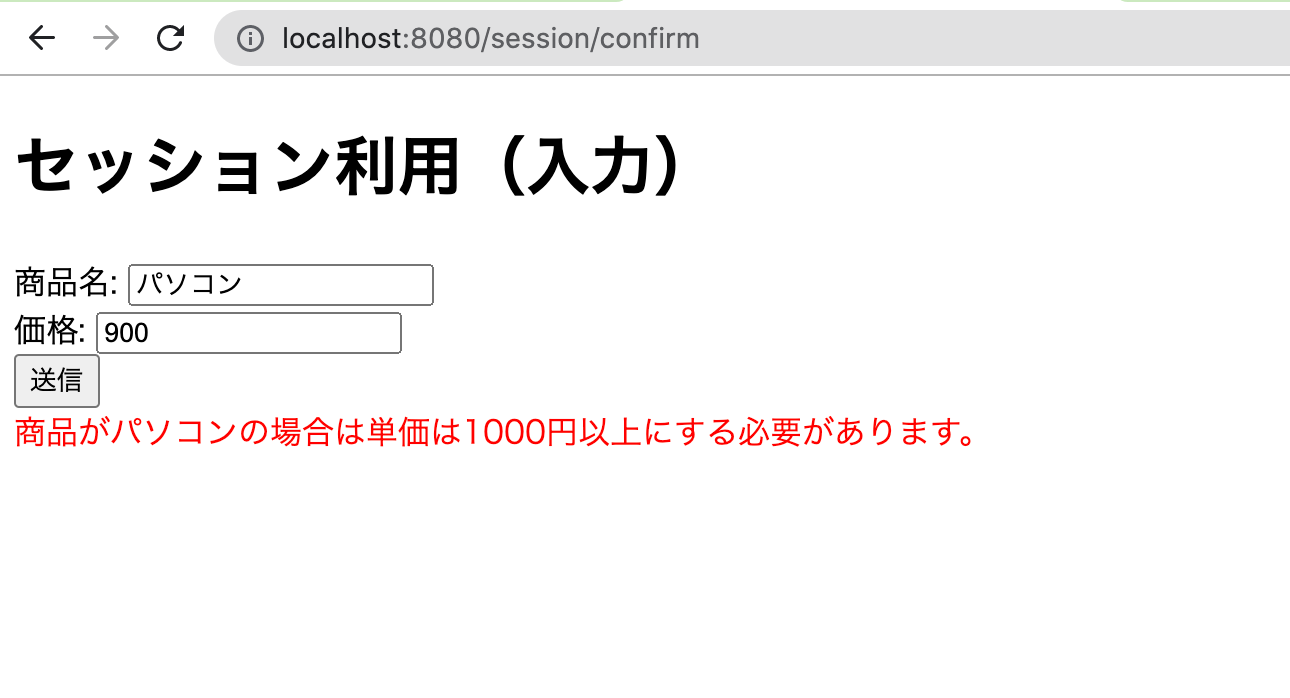 localhost:8080/session/confirm
セッション利用（入力）
商品名: パソコン
価格: 900
送信
商品がパソコンの場合は単価は1000円以上にする必要があります。